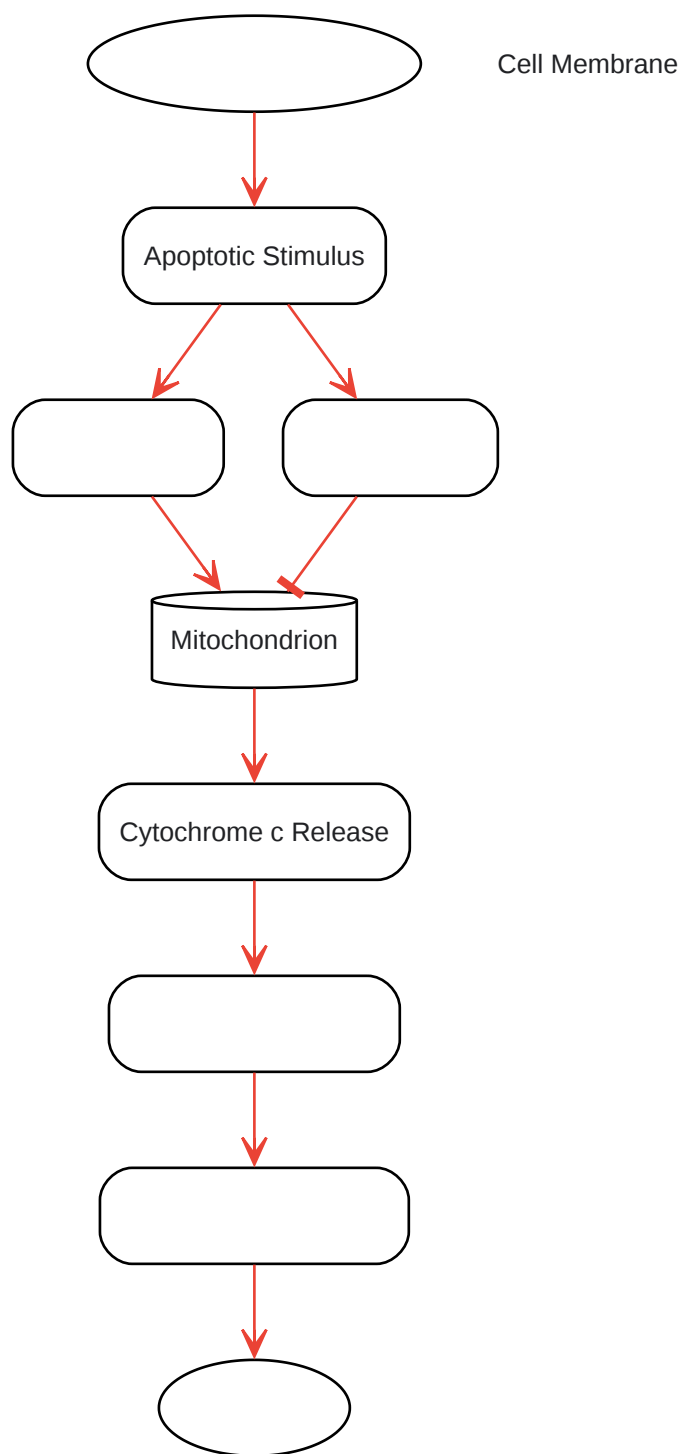 Cell Membrane
Apoptotic Stimulus
Mitochondrion
Cytochrome c Release